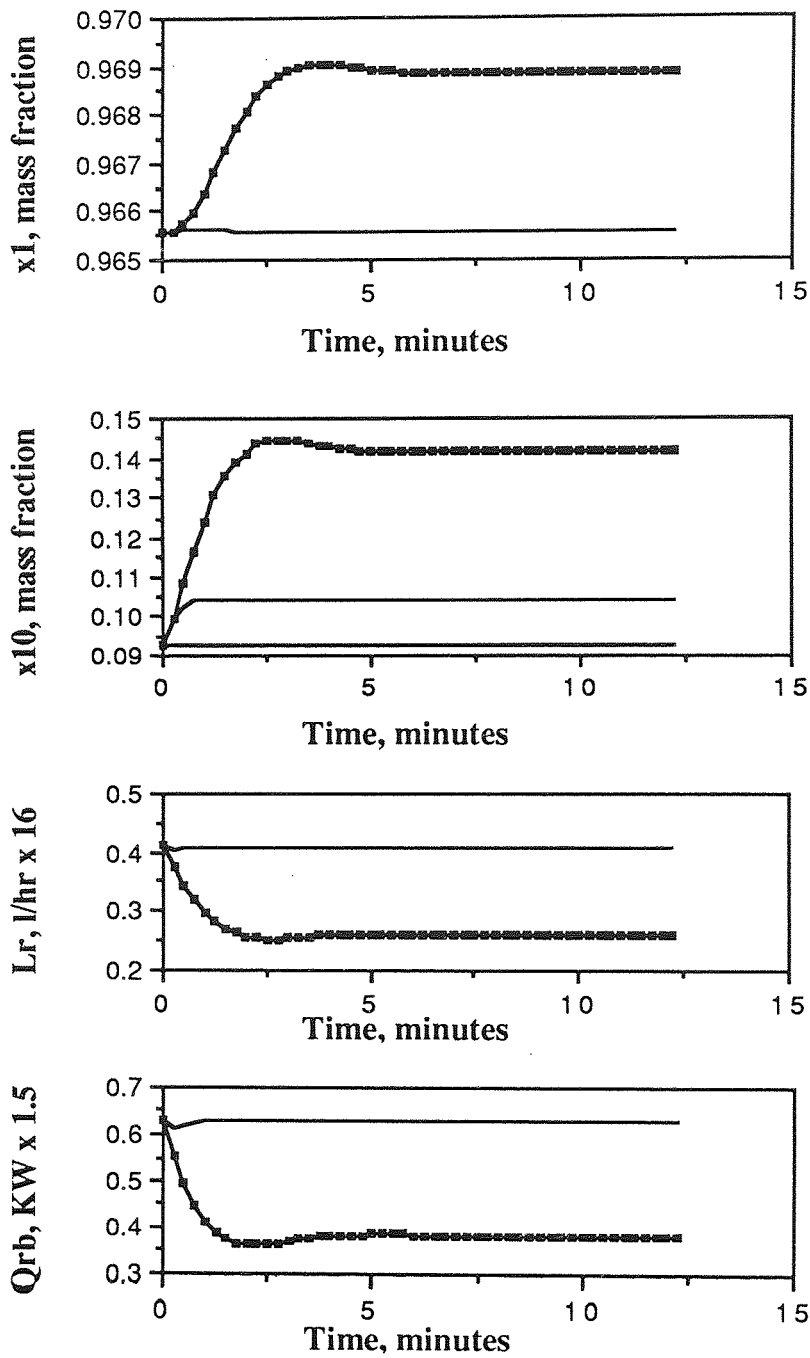 x1, mass fraction
0.970
0.969
0.968
0.967
0.966
0.965
0 5 10 15
Time, minutes
x10, mass fraction
0.15
0.14
0.13
0.12
0.11
0.10
0.09
0 5 10 15
Time, minutes
Lr, l/hr x 16
0.5
0.4
0.3
0.2
0 5 10 15
Time, minutes
Qrb, KW x 1.5
0.7
0.6
0.5
0.4
0.3
0 5 10 15
Time, minutes